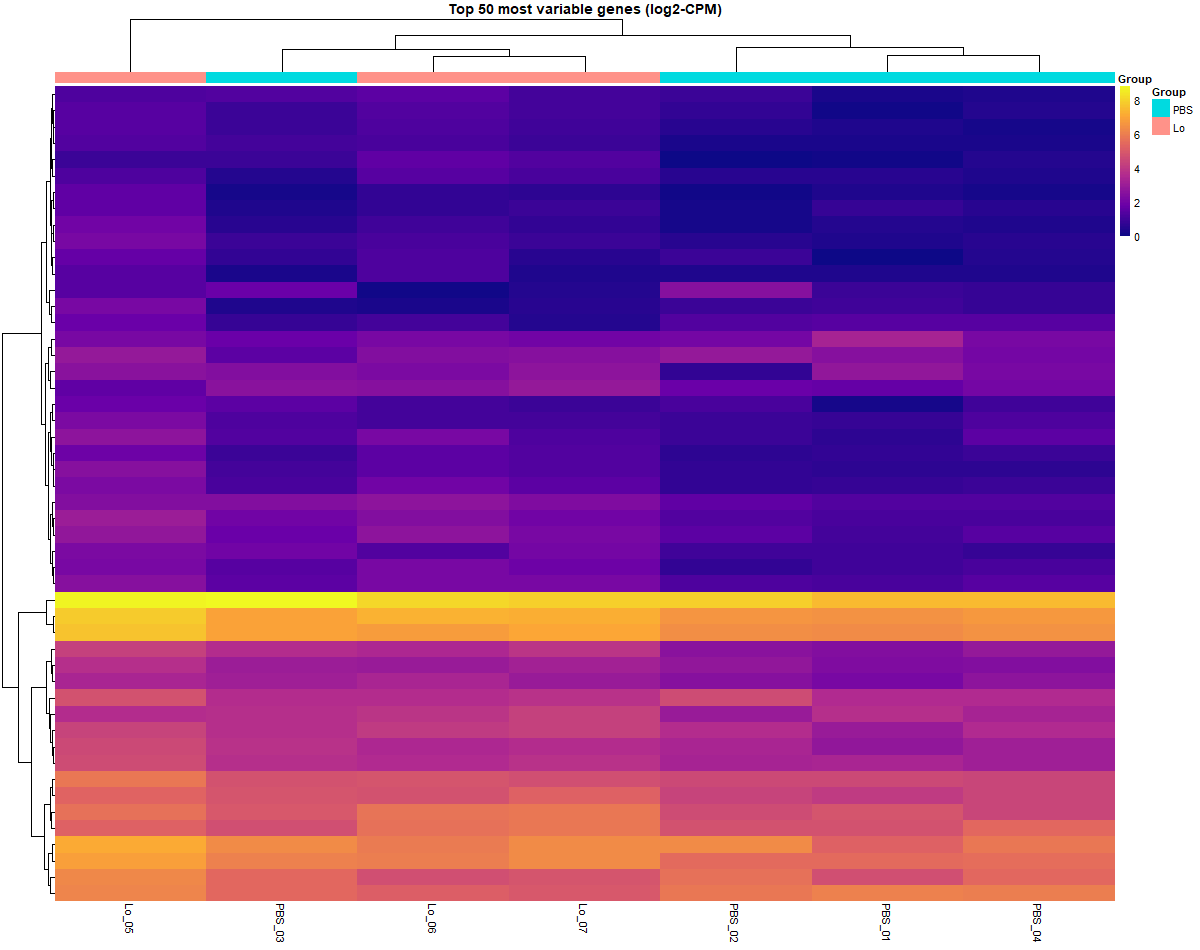 Top 50 most variable genes (log2-CPM)
Group
8
6
4
2
0
Group
PBS
Lo
Lo_05
PBS_03
Lo_06
Lo_07
PBS_02
PBS_01
PBS_04